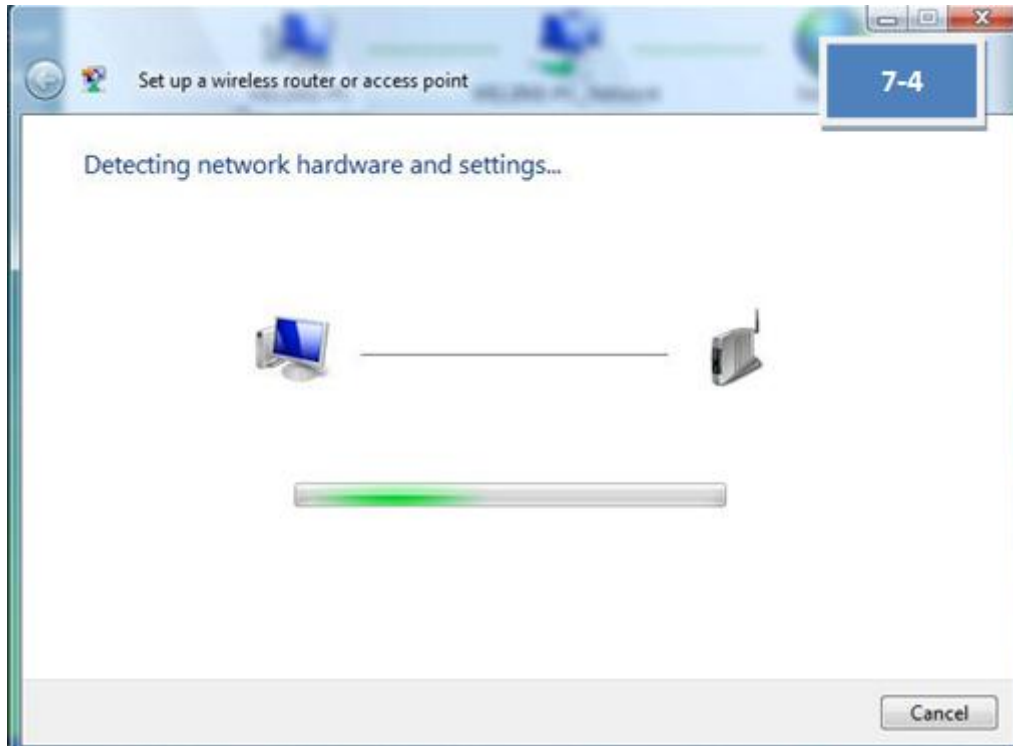 Set up a wireless router or access point
7-4
Detecting network hardware and settings...
Cancel